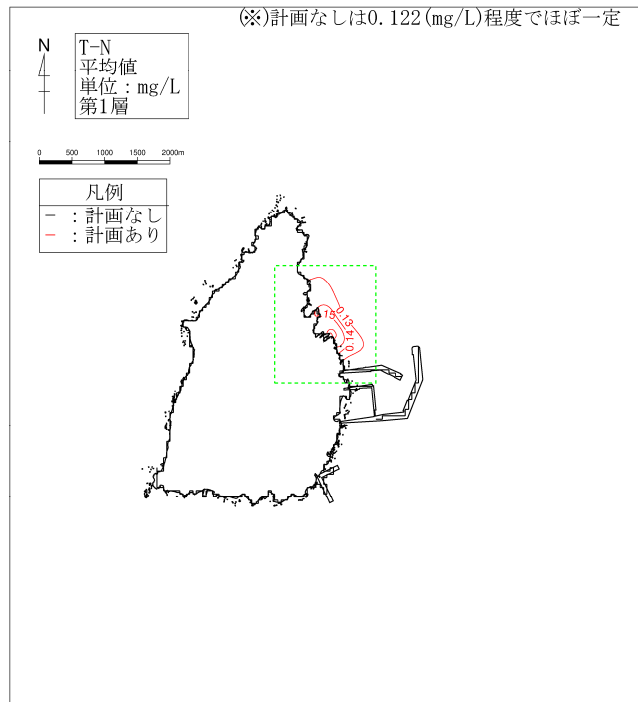 (※)計画なしは0.122(mg/L)程度でほぼ一定
N
T-N
平均値
単位：mg/L
第1層
0 500 1000 1500 2000m
凡例
－ ：計画なし
－ ：計画あり
0.13
0.15
0.14